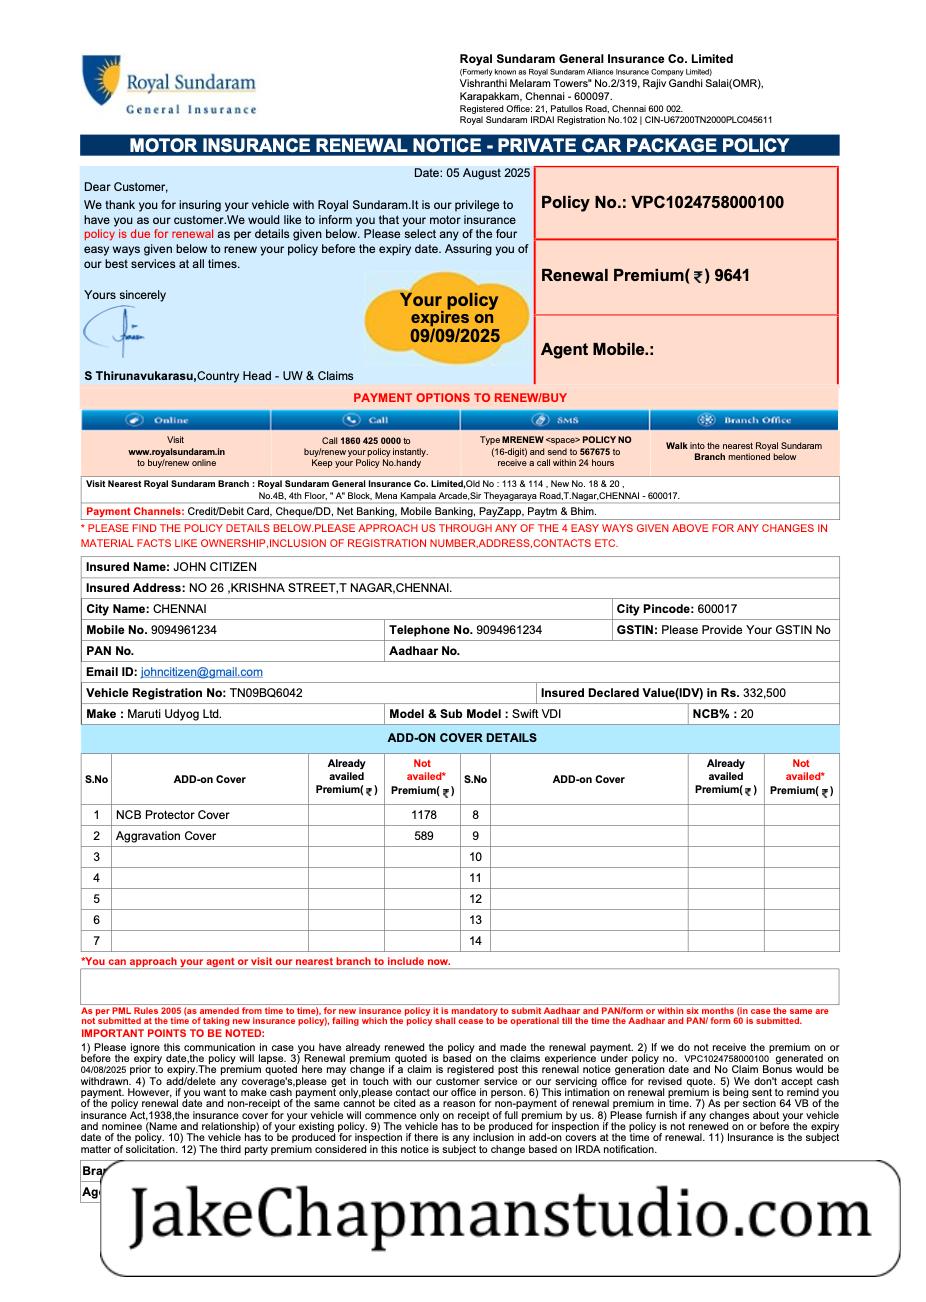 Royal Sundaram
General Insurance
Royal Sundaram General Insurance Co. Limited
(Formerly known as Royal Sundaram Alliance Insurance Company Limited)
Vishranthi Melaram Towers" No.2/319, Rajiv Gandhi Salai(OMR),
Karapakkam, Chennai - 600097.
Registered Office: 21, Patullos Road, Chennai 600 002.
Royal Sundaram IRDAI Registration No.102 | CIN-U67200TN2000PLC045611
MOTOR INSURANCE RENEWAL NOTICE - PRIVATE CAR PACKAGE POLICY
Date: 05 August 2025
Dear Customer,
We thank you for insuring your vehicle with Royal Sundaram.It is our privilege to
have you as our customer.We would like to inform you that your motor insurance
policy is due for renewal as per details given below. Please select any of the four
easy ways given below to renew your policy before the expiry date. Assuring you of
our best services at all times.
Yours sincerely
Your policy
expires on
09/09/2025
S Thirunavukarasu,Country Head - UW & Claims
Policy No.: VPC1024758000100
Renewal Premium( ₹ ) 9641
Agent Mobile.:
PAYMENT OPTIONS TO RENEW/BUY
Online Call SMS Branch Office
Visit
www.royalsundaram.in
to buy/renew online
Call 1860 425 0000 to
buy/renew your policy instantly.
Keep your Policy No.handy
Type MRENEW <space> POLICY NO
(16-digit) and send to 567675 to
receive a call within 24 hours
Walk into the nearest Royal Sundaram
Branch mentioned below
Visit Nearest Royal Sundaram Branch : Royal Sundaram General Insurance Co. Limited,Old No : 113 & 114 , New No. 18 & 20 ,
No.4B, 4th Floor, " A" Block, Mena Kampala Arcade,Sir Theyagaraya Road,T.Nagar,CHENNAI - 600017.
Payment Channels: Credit/Debit Card, Cheque/DD, Net Banking, Mobile Banking, PayZapp, Paytm & Bhim.
* PLEASE FIND THE POLICY DETAILS BELOW.PLEASE APPROACH US THROUGH ANY OF THE 4 EASY WAYS GIVEN ABOVE FOR ANY CHANGES IN
MATERIAL FACTS LIKE OWNERSHIP,INCLUSION OF REGISTRATION NUMBER,ADDRESS,CONTACTS ETC.
Insured Name: JOHN CITIZEN
Insured Address: NO 26 ,KRISHNA STREET,T NAGAR,CHENNAI.
City Name: CHENNAI City Pincode: 600017
Mobile No. 9094961234 Telephone No. 9094961234 GSTIN: Please Provide Your GSTIN No
PAN No. Aadhaar No.
Email ID: johncitizen@gmail.com
Vehicle Registration No: TN09BQ6042 Insured Declared Value(IDV) in Rs. 332,500
Make : Maruti Udyog Ltd. Model & Sub Model : Swift VDI NCB% : 20
ADD-ON COVER DETAILS
S.No ADD-on Cover Already availed Premium( ₹ ) Not availed* Premium( ₹ ) S.No ADD-on Cover Already availed Premium( ₹ ) Not availed* Premium( ₹ )
1 NCB Protector Cover 1178 8
2 Aggravation Cover 589 9
3 10
4 11
5 12
6 13
7 14
*You can approach your agent or visit our nearest branch to include now.
As per PML Rules 2005 (as amended from time to time), for new insurance policy it is mandatory to submit Aadhaar and PAN/form or within six months (in case the same are
not submitted at the time of taking new insurance policy), failing which the policy shall cease to be operational till the time the Aadhaar and PAN/ form 60 is submitted.
IMPORTANT POINTS TO BE NOTED:
1) Please ignore this communication in case you have already renewed the policy and made the renewal payment. 2) If we do not receive the premium on or
before the expiry date,the policy will lapse. 3) Renewal premium quoted is based on the claims experience under policy no. VPC1024758000100 generated on
04/08/2025 prior to expiry.The premium quoted here may change if a claim is registered post this renewal notice generation date and No Claim Bonus would be
withdrawn. 4) To add/delete any coverage's,please get in touch with our customer service or our servicing office for revised quote. 5) We don't accept cash
payment. However, if you want to make cash payment only,please contact our office in person. 6) This intimation on renewal premium is being sent to remind you
of the policy renewal date and non-receipt of the same cannot be cited as a reason for non-payment of renewal premium in time. 7) As per section 64 VB of the
insurance Act,1938,the insurance cover for your vehicle will commence only on receipt of full premium by us. 8) Please furnish if any changes about your vehicle
and nominee (Name and relationship) of your existing policy. 9) The vehicle has to be produced for inspection if the policy is not renewed on or before the expiry
date of the policy. 10) The vehicle has to be produced for inspection if there is any inclusion in add-on covers at the time of renewal. 11) Insurance is the subject
matter of solicitation. 12) The third party premium considered in this notice is subject to change based on IRDA notification.
JakeChapmanstudio.com